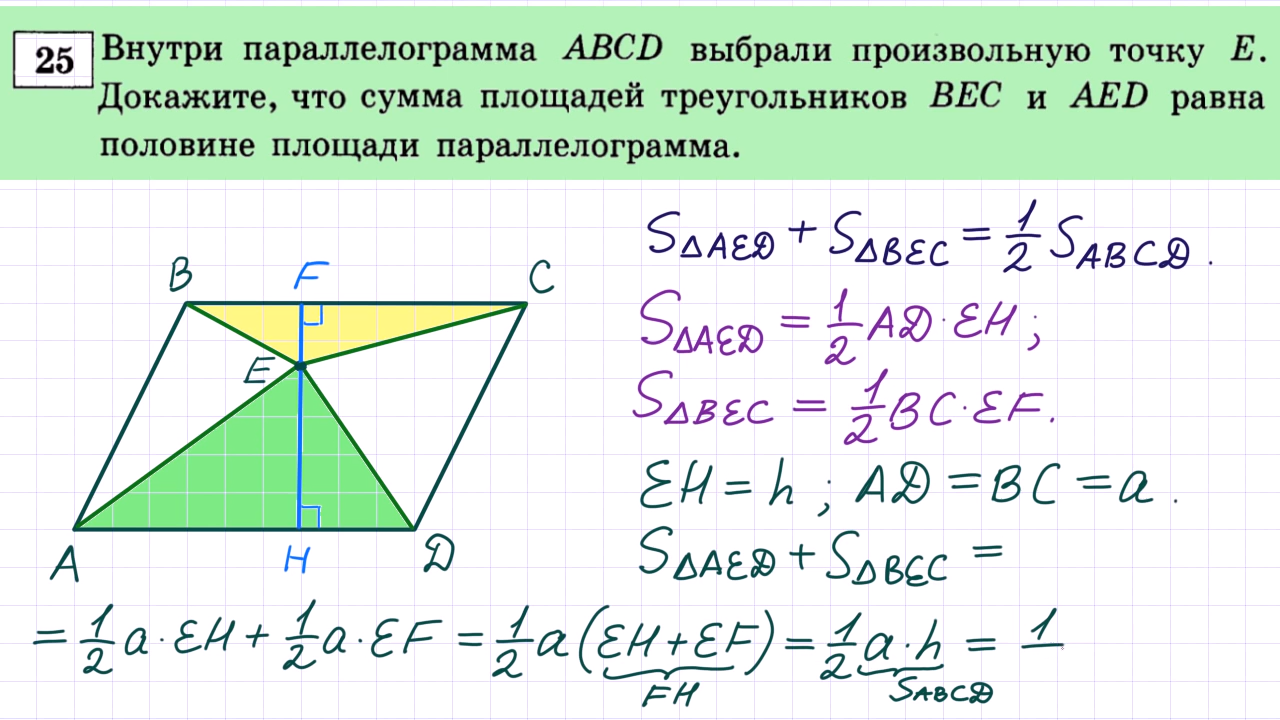 25 Внутри параллелограмма ABCD выбрали произвольную точку E.
Докажите, что сумма площадей треугольников BEC и AED равна
половине площади параллелограмма.
S△AED + S△BEC = 1/2 SABCD.
B F C
S△AED = 1/2 AD · EH ;
E
S△BEC = 1/2 BC · EF.
EH = h ; AD = BC = a .
A H D
S△AED + S△BEC =
= 1/2 a · EH + 1/2 a · EF = 1/2 a (EH + EF) = 1/2 a · h = 1
FH SABCD